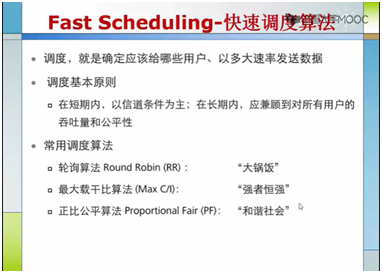 Fast Scheduling-快速调度算法
MOOC
调度，就是确定应该给哪些用户、以多大速率发送数据
调度基本原则
在短期内，以信道条件为主；在长期内，应兼顾到对所有用户的
吞吐量和公平性
常用调度算法
轮询算法 Round Robin (RR)： “大锅饭”
最大载干比算法 (Max C/I)： “强者恒强”
正比公平算法 Proportional Fair (PF)： “和谐社会”